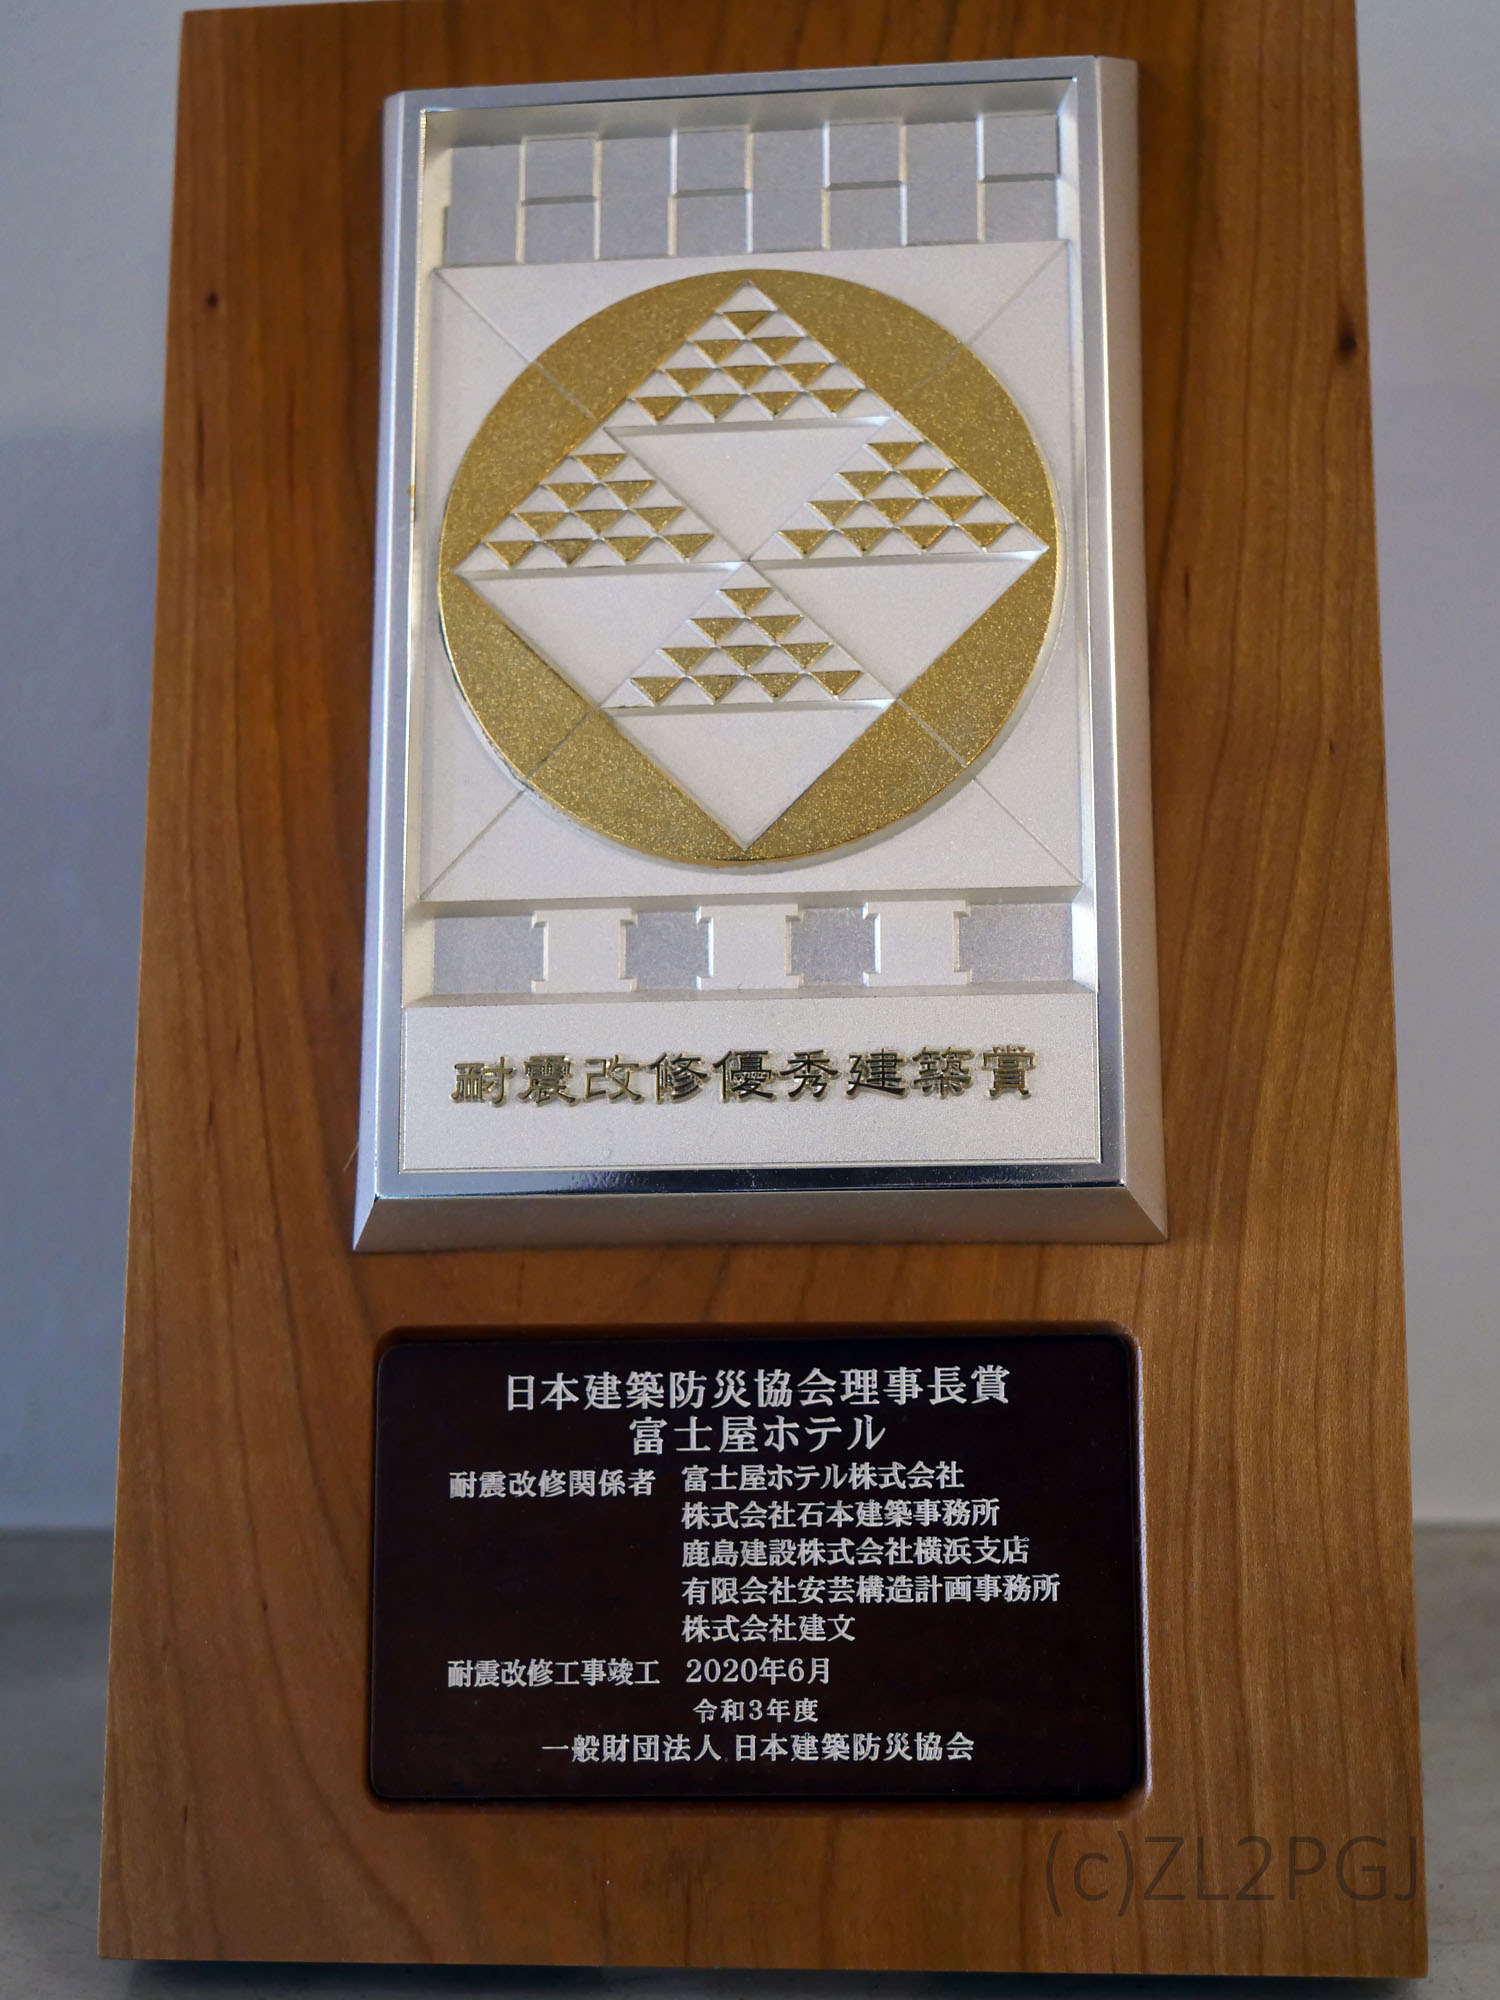 耐震改修優秀建築賞
日本建築防災協会理事長賞
富士屋ホテル
耐震改修関係者 富士屋ホテル株式会社
株式会社石本建築事務所
鹿島建設株式会社横浜支店
有限会社安芸構造計画事務所
株式会社建文
耐震改修工事竣工 2020年6月
令和3年度
一般財団法人 日本建築防災協会
(c)ZL2PGJ